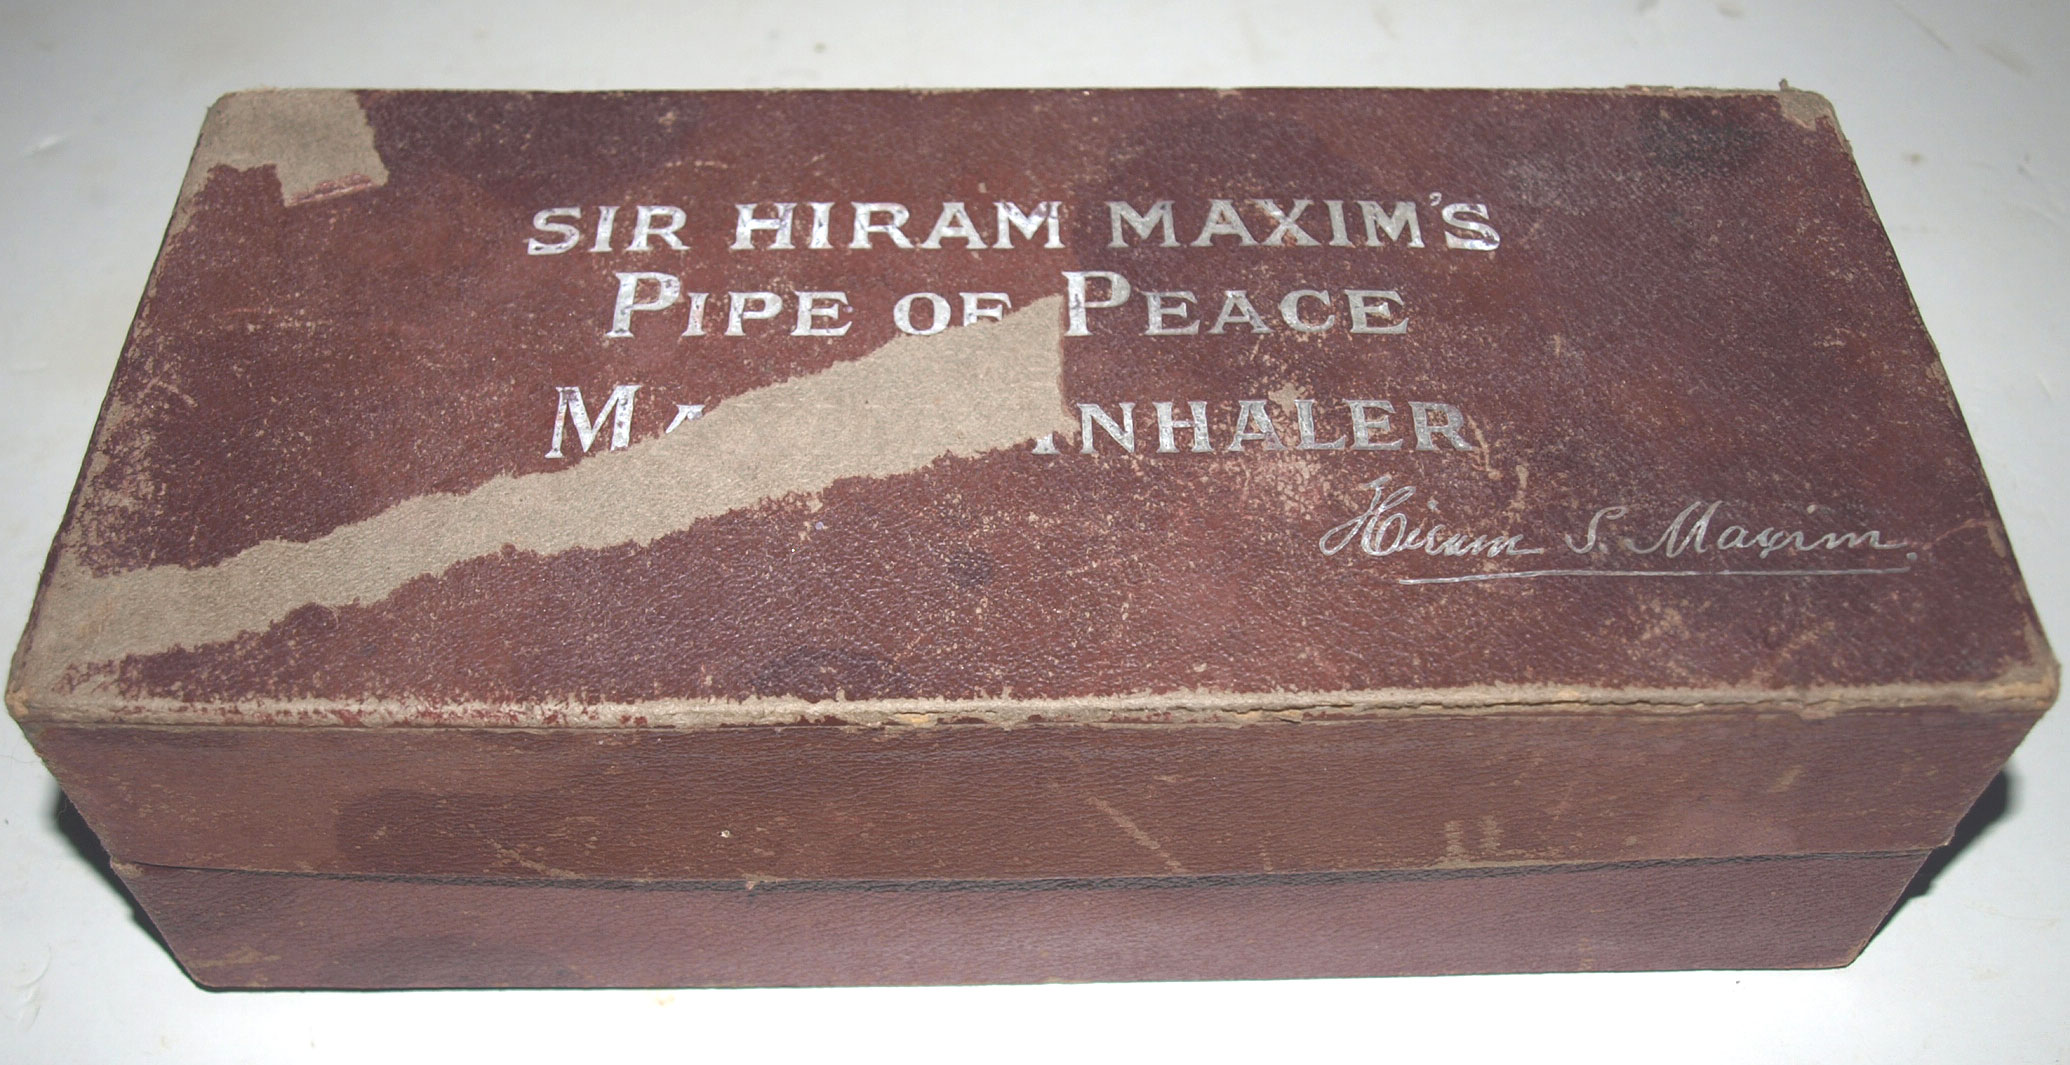 SIR HIRAM MAXIM'S
PIPE OF PEACE
INHALER
Hiram S. Maxim.